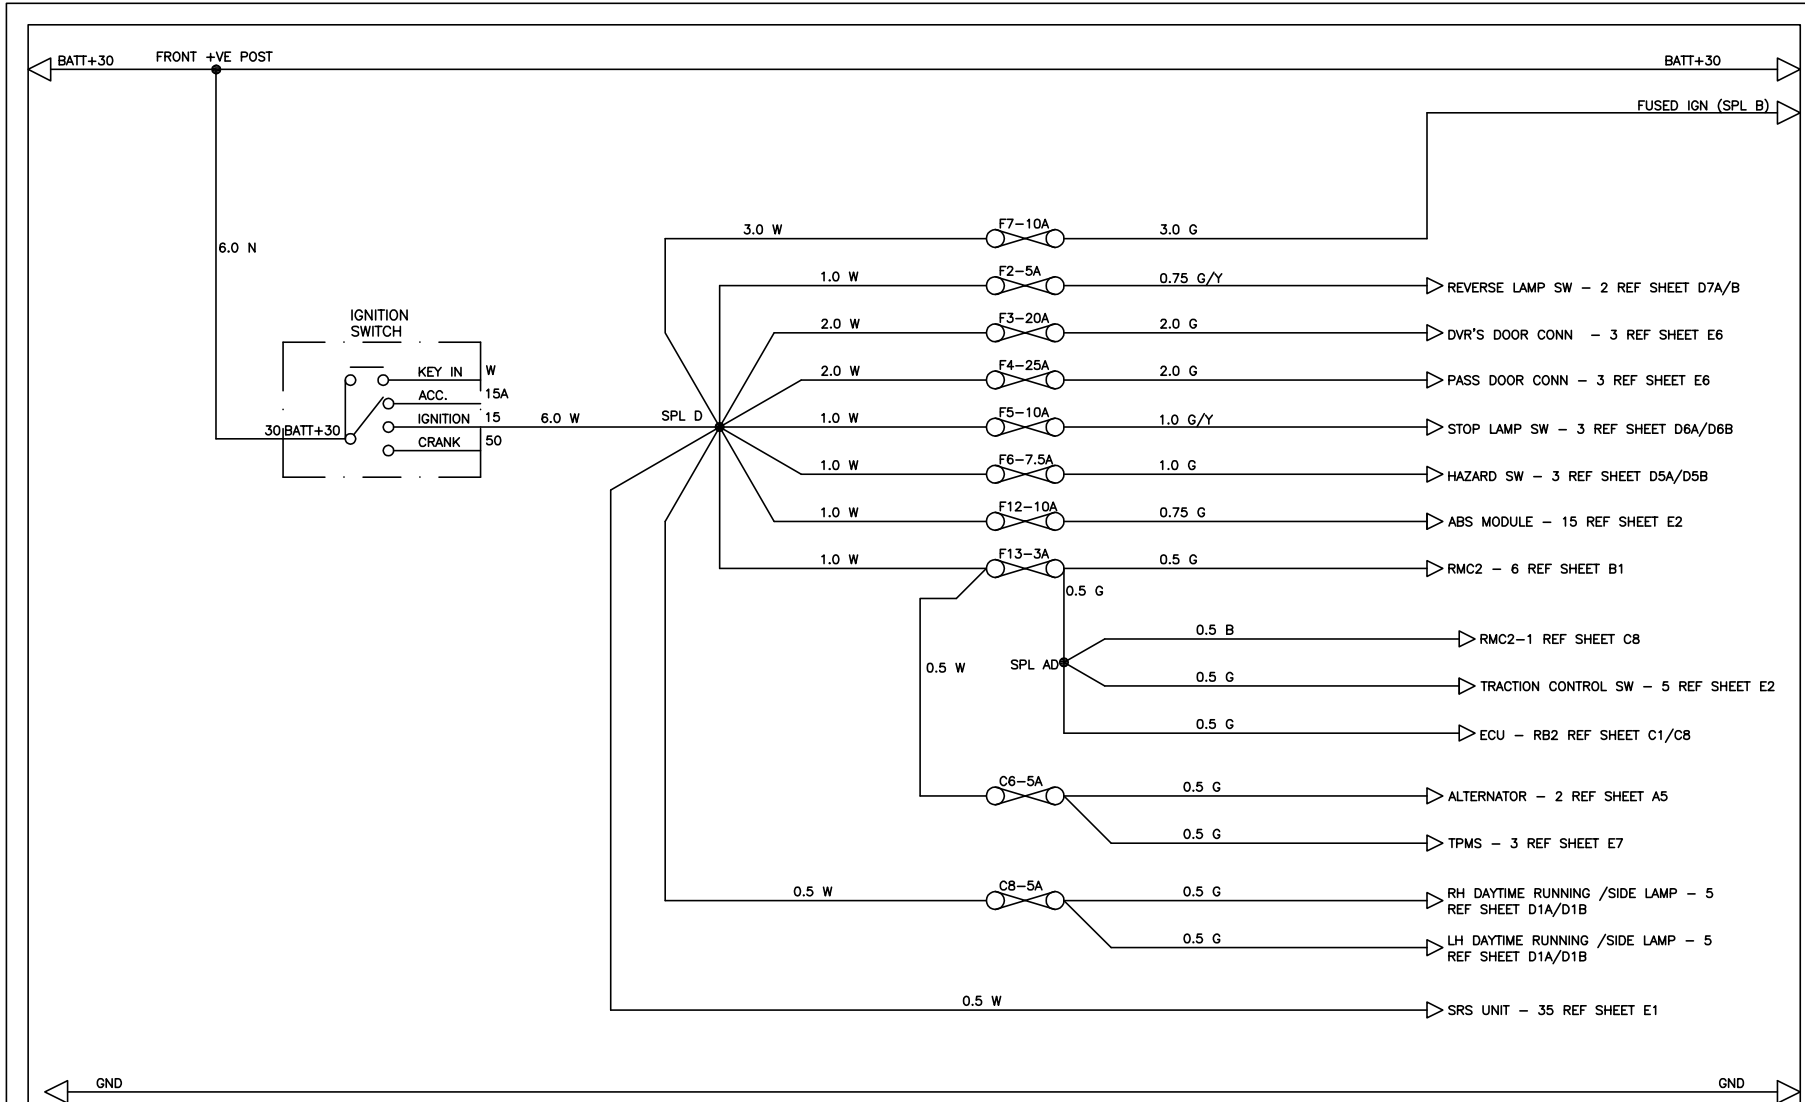 BATT+30
FRONT +VE POST
BATT+30
FUSED IGN (SPL B)
3.0 W
F7-10A
3.0 G
6.0 N
1.0 W
F2-5A
0.75 G/Y
REVERSE LAMP SW - 2 REF SHEET D7A/B
IGNITION
SWITCH
2.0 W
F3-20A
2.0 G
DVR'S DOOR CONN - 3 REF SHEET E6
KEY IN
W
2.0 W
F4-25A
2.0 G
PASS DOOR CONN - 3 REF SHEET E6
ACC.
15A
IGNITION
15
6.0 W
SPL D
1.0 W
F5-10A
1.0 G/Y
STOP LAMP SW - 3 REF SHEET D6A/D6B
30
BATT+30
CRANK
50
1.0 W
F6-7.5A
1.0 G
HAZARD SW - 3 REF SHEET D5A/D5B
1.0 W
F12-10A
0.75 G
ABS MODULE - 15 REF SHEET E2
1.0 W
F13-3A
0.5 G
RMC2 - 6 REF SHEET B1
0.5 G
0.5 B
RMC2-1 REF SHEET C8
0.5 W
SPL AD
0.5 G
TRACTION CONTROL SW - 5 REF SHEET E2
0.5 G
ECU - RB2 REF SHEET C1/C8
C6-5A
0.5 G
ALTERNATOR - 2 REF SHEET A5
0.5 G
TPMS - 3 REF SHEET E7
0.5 W
C8-5A
0.5 G
RH DAYTIME RUNNING /SIDE LAMP - 5
REF SHEET D1A/D1B
0.5 G
LH DAYTIME RUNNING /SIDE LAMP - 5
REF SHEET D1A/D1B
0.5 W
SRS UNIT - 35 REF SHEET E1
GND
GND